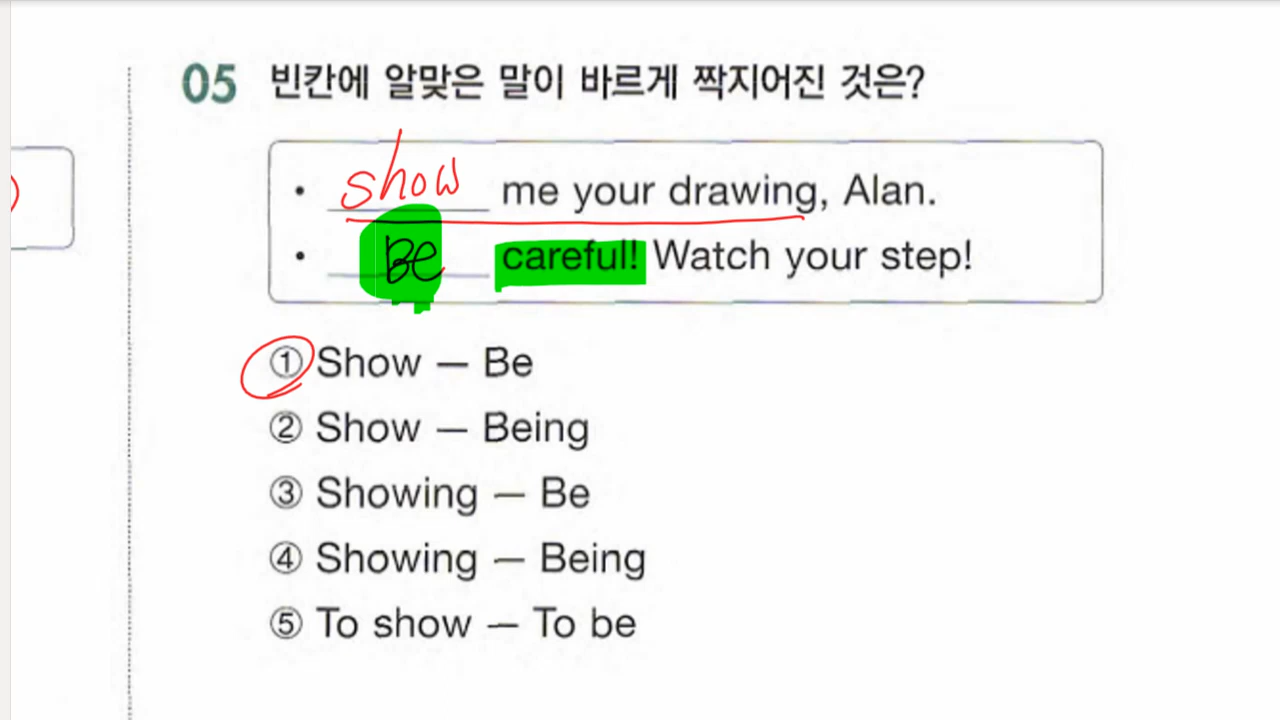 05 빈칸에 알맞은 말이 바르게 짝지어진 것은?
• show me your drawing, Alan.
• Be careful! Watch your step!
① Show — Be
② Show — Being
③ Showing — Be
④ Showing — Being
⑤ To show — To be